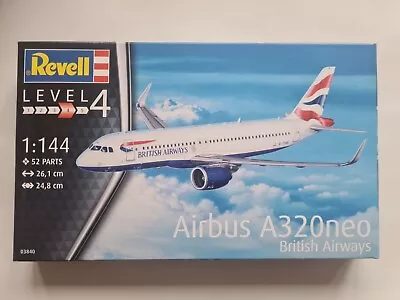 Revell
LEVEL 4
1:144
52 PARTS
26,1 cm
24,8 cm
BRITISH AIRWAYS
Airbus A320neo
British Airways
03840